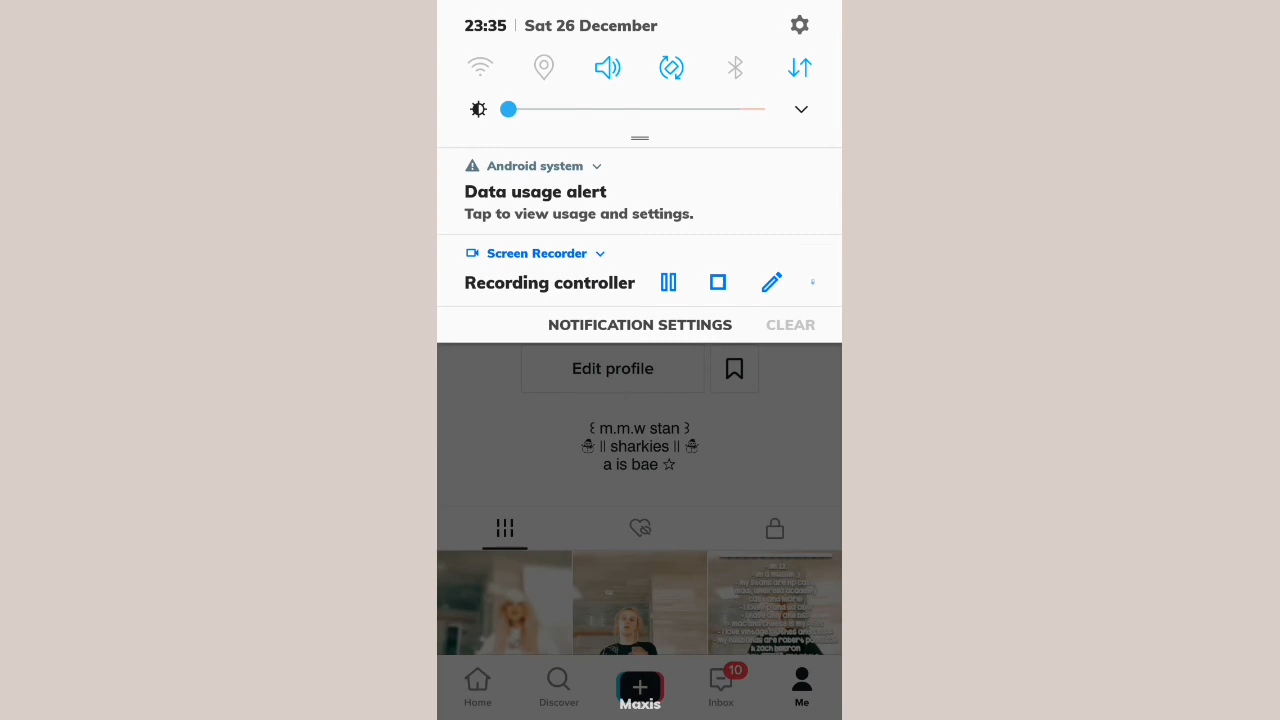 23:35 | Sat 26 December
Android system
Data usage alert
Tap to view usage and settings.
Screen Recorder
Recording controller
NOTIFICATION SETTINGS CLEAR
Edit profile
꒰ m.m.w stan ꒱
☃ || sharkies || ☃
a is bae ☆
10
Home Discover Inbox Me
Maxis